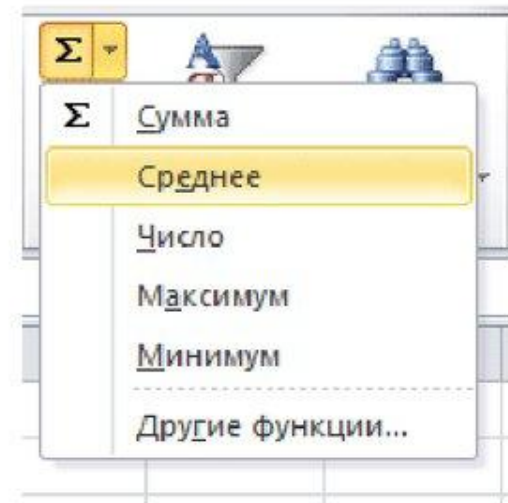 Σ
Σ Сумма
Среднее
Число
Максимум
Минимум
Другие функции...